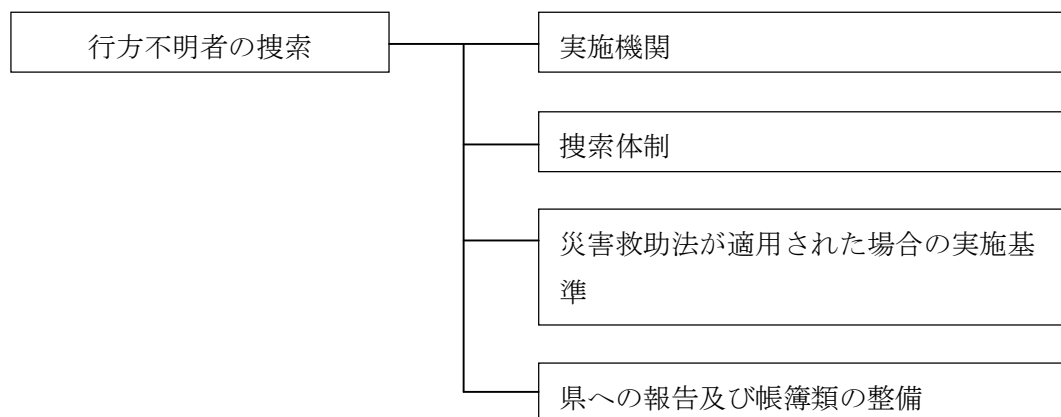 行方不明者の捜索
実施機関
捜索体制
災害救助法が適用された場合の実施基
準
県への報告及び帳簿類の整備